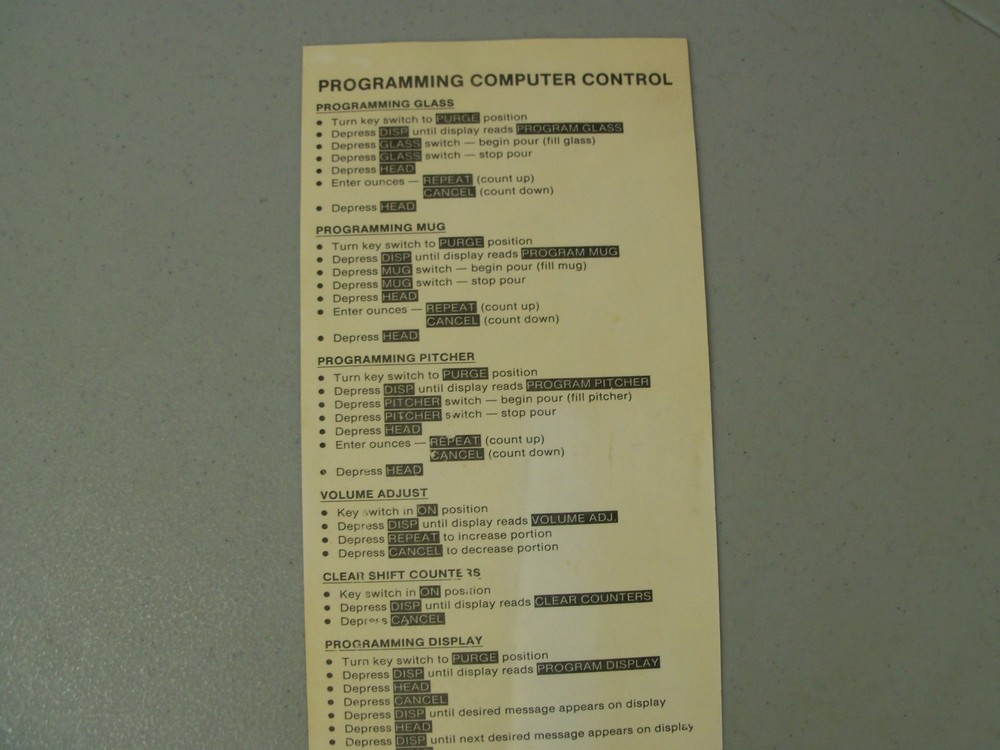 PROGRAMMING COMPUTER CONTROL
PROGRAMMING GLASS
• Turn key switch to PURGE position
• Depress DISP until display reads PROGRAM GLASS
• Depress GLASS switch — begin pour (fill glass)
• Depress GLASS switch — stop pour
• Depress HEAD
• Enter ounces — REPEAT (count up)
CANCEL (count down)
• Depress HEAD
PROGRAMMING MUG
• Turn key switch to PURGE position
• Depress DISP until display reads PROGRAM MUG
• Depress MUG switch — begin pour (fill mug)
• Depress MUG switch — stop pour
• Depress HEAD
• Enter ounces — REPEAT (count up)
CANCEL (count down)
• Depress HEAD
PROGRAMMING PITCHER
• Turn key switch to PURGE position
• Depress DISP until display reads PROGRAM PITCHER
• Depress PITCHER switch — begin pour (fill pitcher)
• Depress PITCHER switch — stop pour
• Depress HEAD
• Enter ounces — REPEAT (count up)
CANCEL (count down)
• Depress HEAD
VOLUME ADJUST
• Key switch in ON position
• Depress DISP until display reads VOLUME ADJ.
• Depress REPEAT to increase portion
• Depress CANCEL to decrease portion
CLEAR SHIFT COUNTERS
• Key switch in ON position
• Depress DISP until display reads CLEAR COUNTERS
• Depress CANCEL
PROGRAMMING DISPLAY
• Turn key switch to PURGE position
• Depress DISP until display reads PROGRAM DISPLAY
• Depress HEAD
• Depress CANCEL
• Depress DISP until desired message appears on display
• Depress HEAD
• Depress DISP until next desired message appears on display